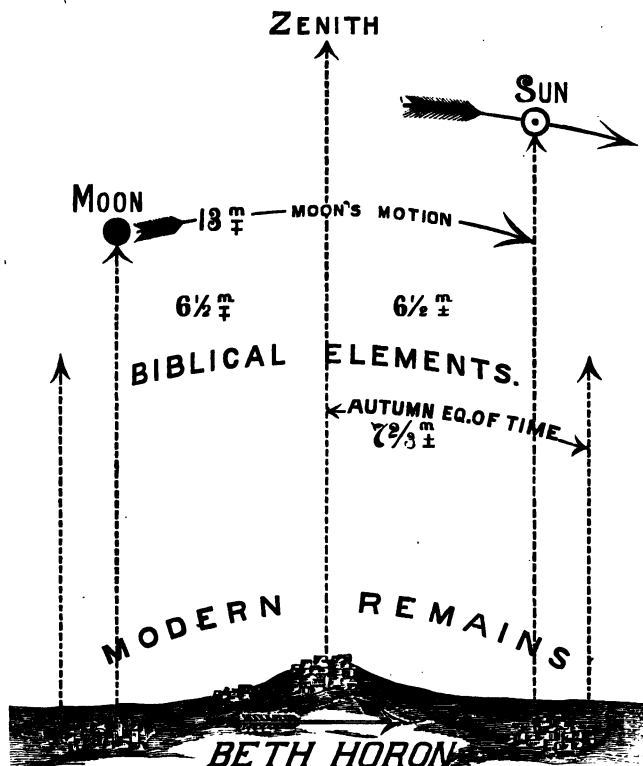 ZENITH
SUN
MOON
13 m ∓ MOON'S MOTION
6½ m ∓ 6½ m ±
BIBLICAL ELEMENTS.
AUTUMN EQ. OF TIME
7⅔ m ±
MODERN REMAINS
BETH HORON